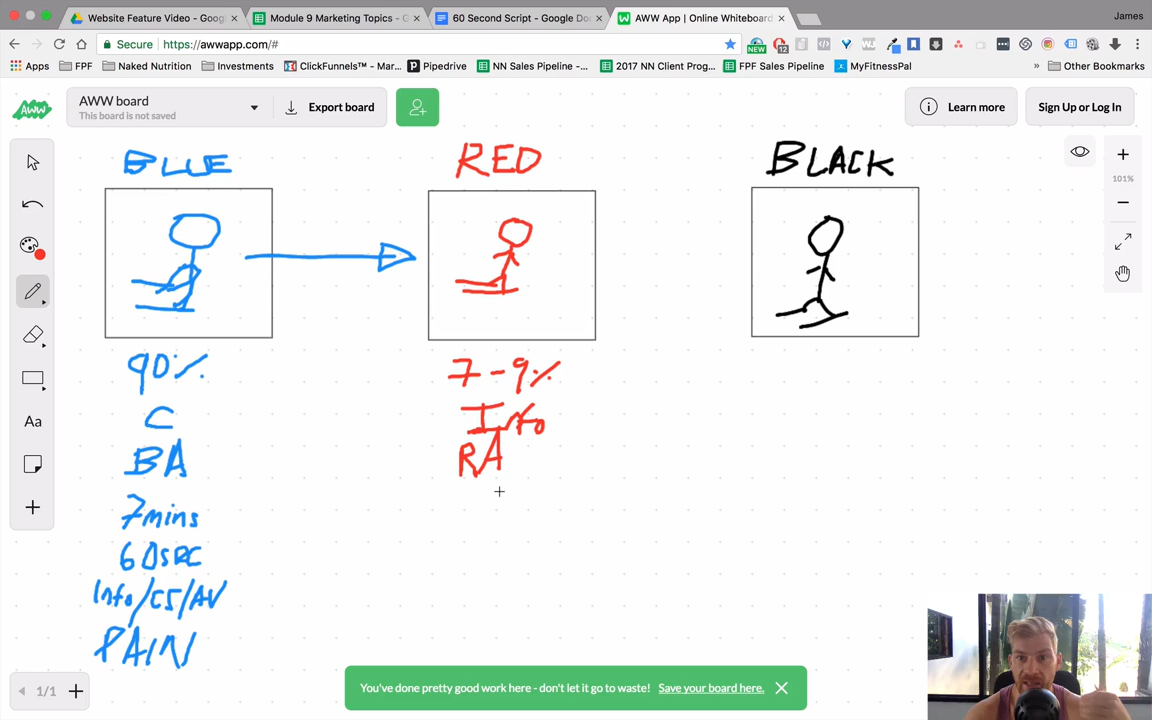 Website Feature Video - Goog
Module 9 Marketing Topics - G
60 Second Script - Google Do
AWW App | Online Whiteboard
James
Secure
https://awwapp.com/#
NEW
12
Apps
FPF
Naked Nutrition
Investments
ClickFunnels™ - Mar...
Pipedrive
NN Sales Pipeline -...
2017 NN Client Prog...
FPF Sales Pipeline
MyFitnessPal
»
Other Bookmarks
AWW
AWW board
This board is not saved
Export board
Learn more
Sign Up or Log In
BLUE
RED
BLACK
101%
90%
7-9%
C
Info
BA
RA
7mins
60SEC
Info/CS/AV
PAIN
Aa
1/1
You've done pretty good work here - don't let it go to waste! Save your board here.